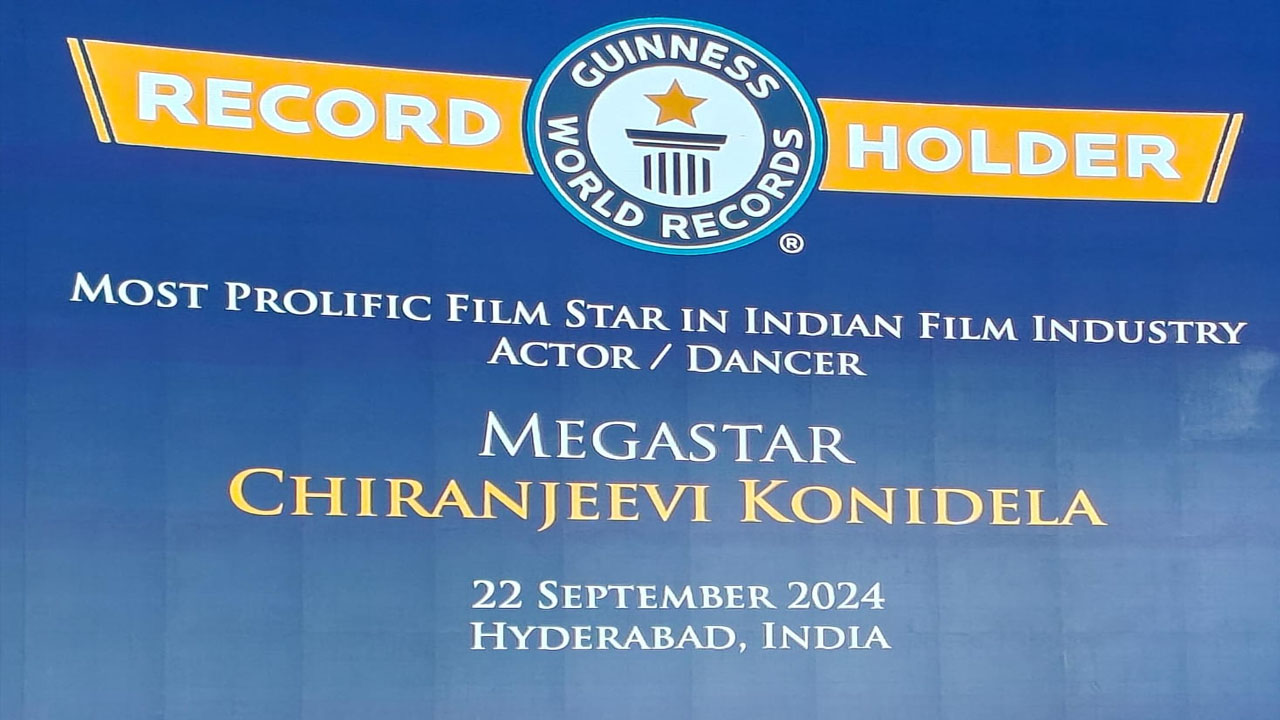 RECORD HOLDER
GUINNESS
WORLD RECORDS
®
MOST PROLIFIC FILM STAR IN INDIAN FILM INDUSTRY
ACTOR / DANCER
MEGASTAR
CHIRANJEEVI KONIDELA
22 SEPTEMBER 2024
HYDERABAD, INDIA